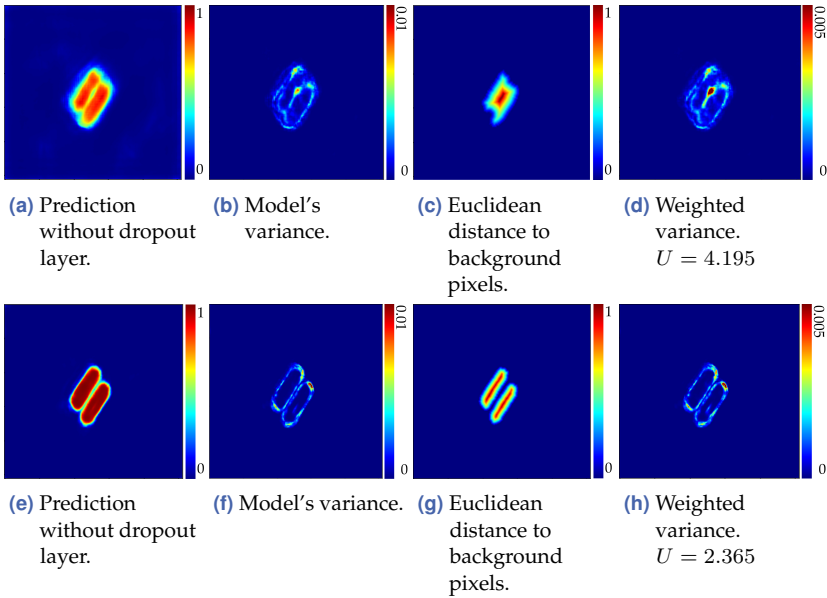 1
0
0.01
0
1
0
0.005
0
(a) Prediction
without dropout
layer.
(b) Model's
variance.
(c) Euclidean
distance to
background
pixels.
(d) Weighted
variance.
U = 4.195
1
0
0.01
0
1
0
0.005
0
(e) Prediction
without dropout
layer.
(f) Model's variance.
(g) Euclidean
distance to
background
pixels.
(h) Weighted
variance.
U = 2.365